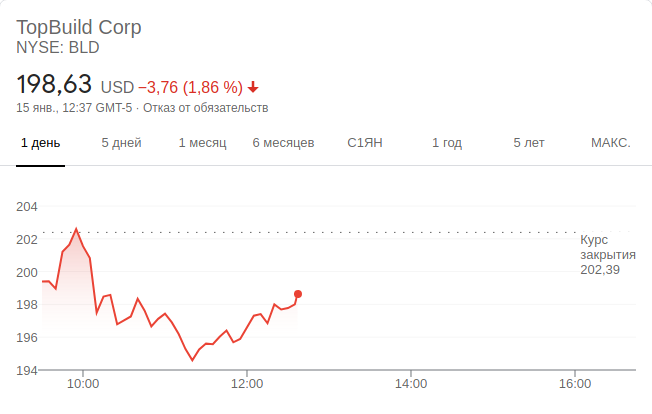 TopBuild Corp
NYSE: BLD
198,63 USD −3,76 (1,86 %)
15 янв., 12:37 GMT-5 · Отказ от обязательств
1 день 5 дней 1 месяц 6 месяцев С1ЯН 1 год 5 лет МАКС.
204
202
200
198
196
194
Курс
закрытия
202,39
10:00 12:00 14:00 16:00